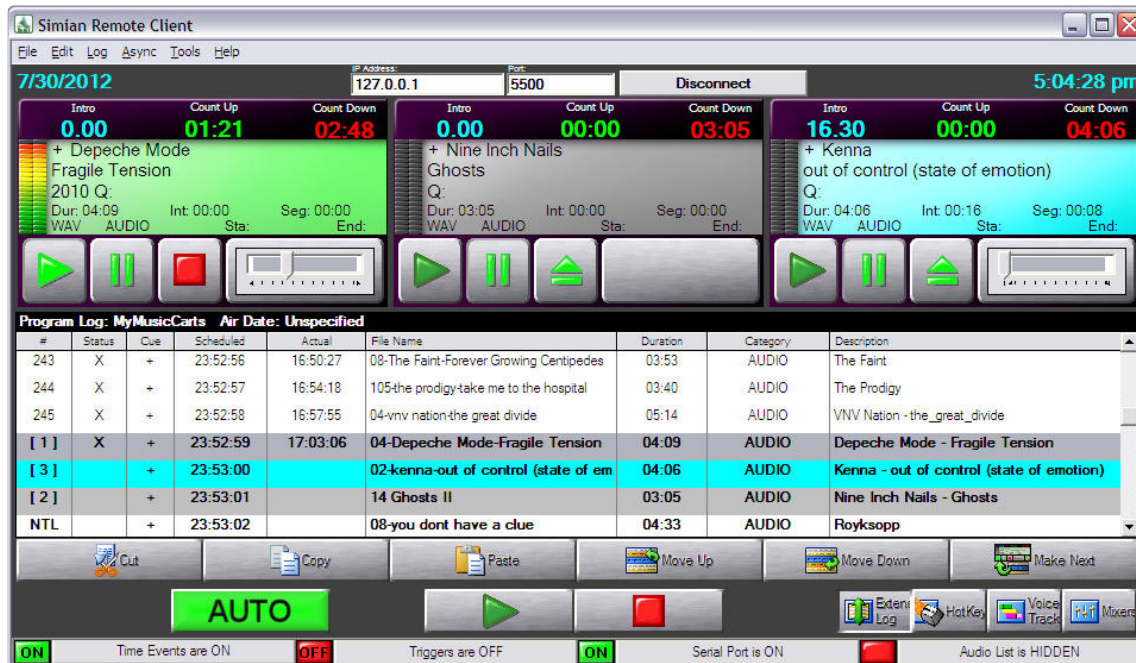 Simian Remote Client
File Edit Log Async Tools Help
7/30/2012 IP Address: 127.0.0.1 Port: 5500 Disconnect 5:04:28 pm
Intro Count Up Count Down Intro Count Up Count Down Intro Count Up Count Down
0.00 01:21 02:48 0.00 00:00 03:05 16.30 00:00 04:06
+ Depeche Mode
Fragile Tension
2010 Q:
Dur: 04:09 Int: 00:00 Seg: 00:00
WAV AUDIO Sta: End:
+ Nine Inch Nails
Ghosts
Q:
Dur: 03:05 Int: 00:00 Seg: 00:00
WAV AUDIO Sta: End:
+ Kenna
out of control (state of emotion)
Q:
Dur: 04:06 Int: 00:16 Seg: 00:08
WAV AUDIO Sta: End:
Program Log: MyMusicCarts Air Date: Unspecified
# Status Cue Scheduled Actual File Name Duration Category Description
243 X + 23:52:56 16:50:27 08-The Faint-Forever Growing Centipedes 03:53 AUDIO The Faint
244 X + 23:52:57 16:54:18 105-the prodigy-take me to the hospital 03:40 AUDIO The Prodigy
245 X + 23:52:58 16:57:55 04-vnv nation-the great divide 05:14 AUDIO VNV Nation - the_great_divide
[ 1 ] X + 23:52:59 17:03:06 04-Depeche Mode-Fragile Tension 04:09 AUDIO Depeche Mode - Fragile Tension
[ 3 ] + 23:53:00 02-kenna-out of control (state of em 04:06 AUDIO Kenna - out of control (state of emotion)
[ 2 ] + 23:53:01 14 Ghosts II 03:05 AUDIO Nine Inch Nails - Ghosts
NTL + 23:53:02 08-you dont have a clue 04:33 AUDIO Royksopp
Cut Copy Paste Move Up Move Down Make Next
AUTO Extend Log HotKey Voice Track Mixers
ON Time Events are ON OFF Triggers are OFF ON Serial Port is ON Audio List is HIDDEN